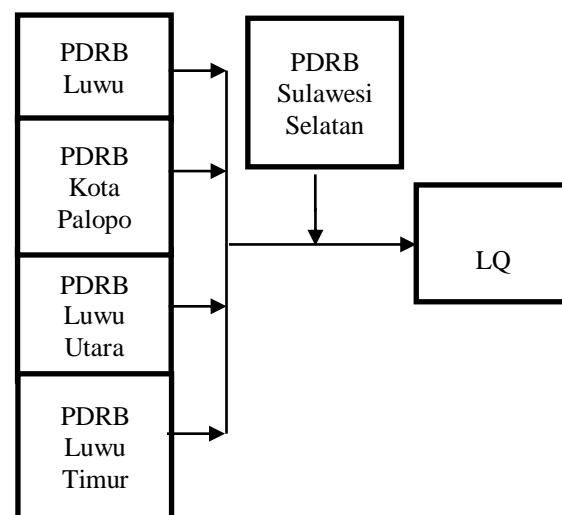 PDRB
Luwu
PDRB
Kota
Palopo
PDRB
Luwu
Utara
PDRB
Luwu
Timur
PDRB
Sulawesi
Selatan
LQ